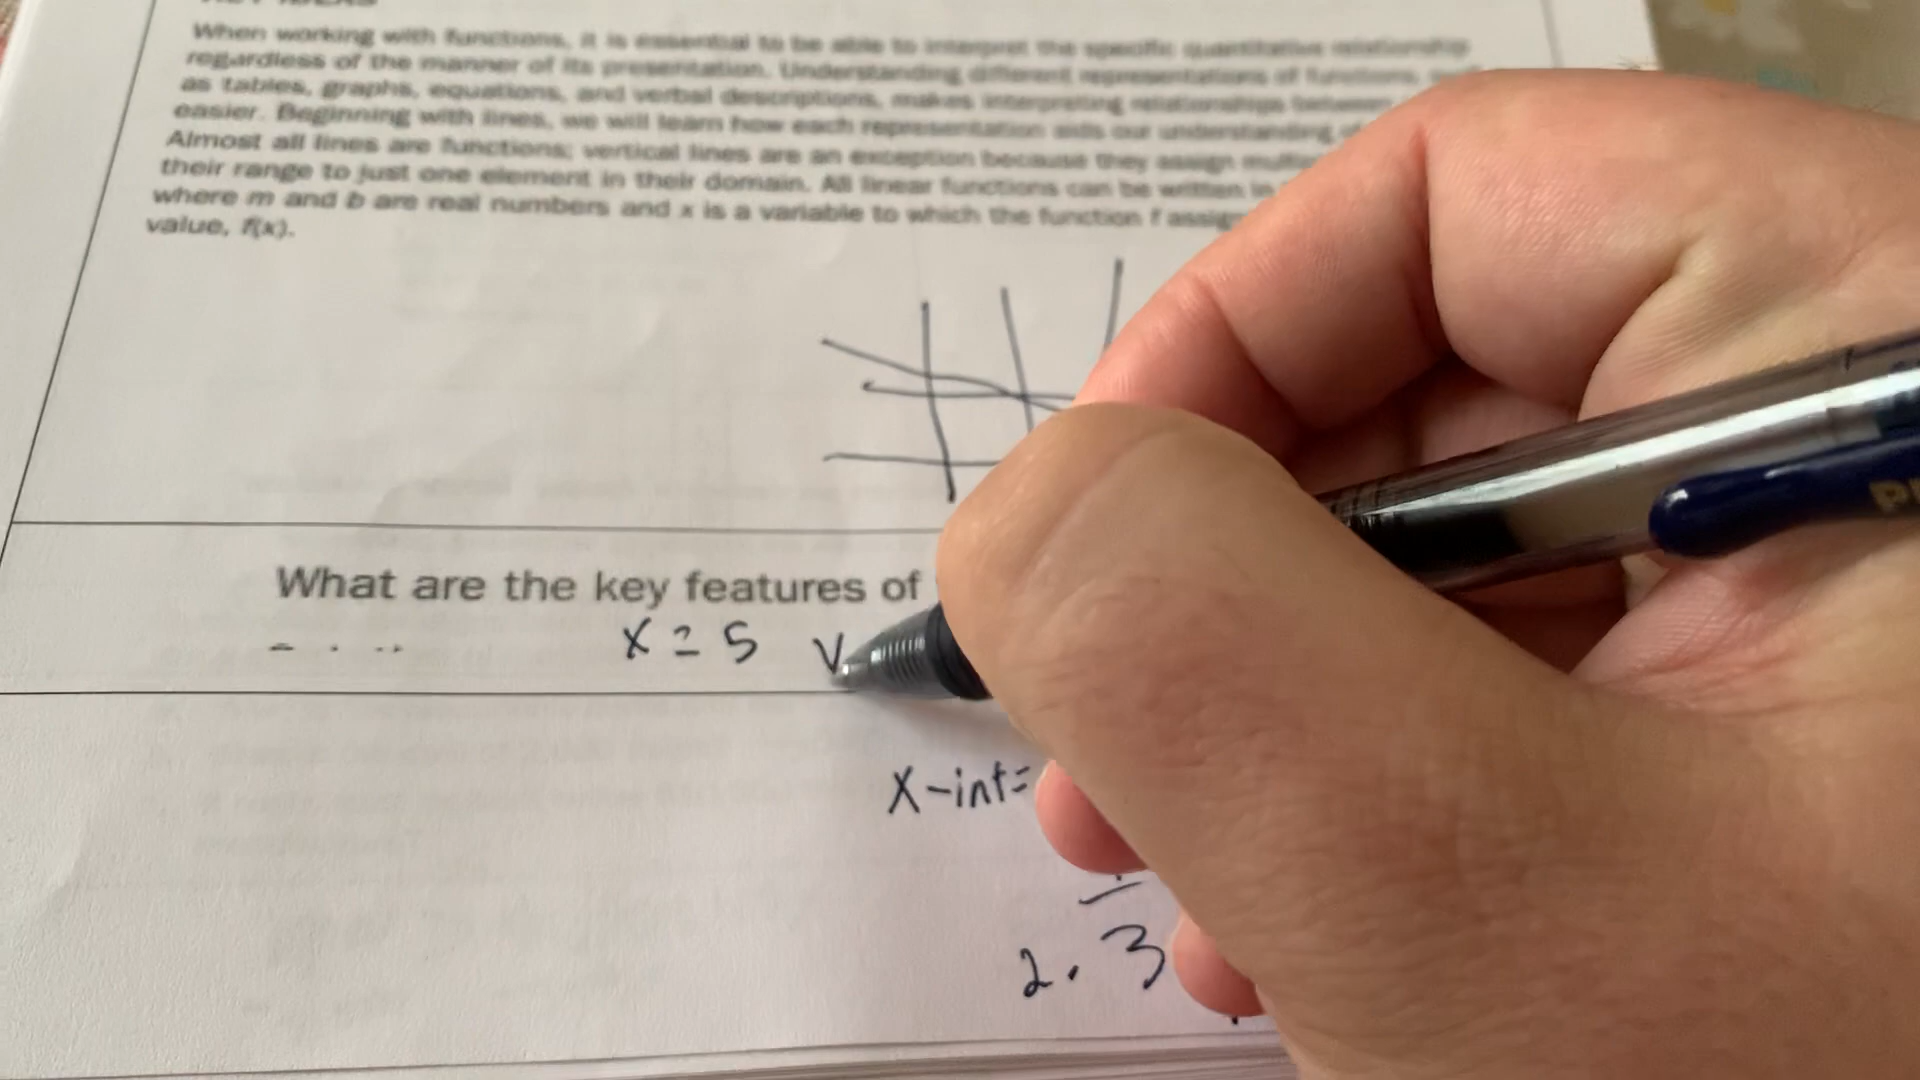 When working with functions, it is essential to be able to interpret the specific quantitative relationship
regardless of the manner of its presentation. Understanding different representations of functions,
as tables, graphs, equations, and verbal descriptions, makes interpreting relationships between
easier. Beginning with lines, we will learn how each representation aids our understanding
Almost all lines are functions; vertical lines are an exception because they assign
their range to just one element in their domain. All linear functions can be written in
where m and b are real numbers and x is a variable to which the function f
value, f(x).
What are the key features of
x = 5
x-int=
2. 3